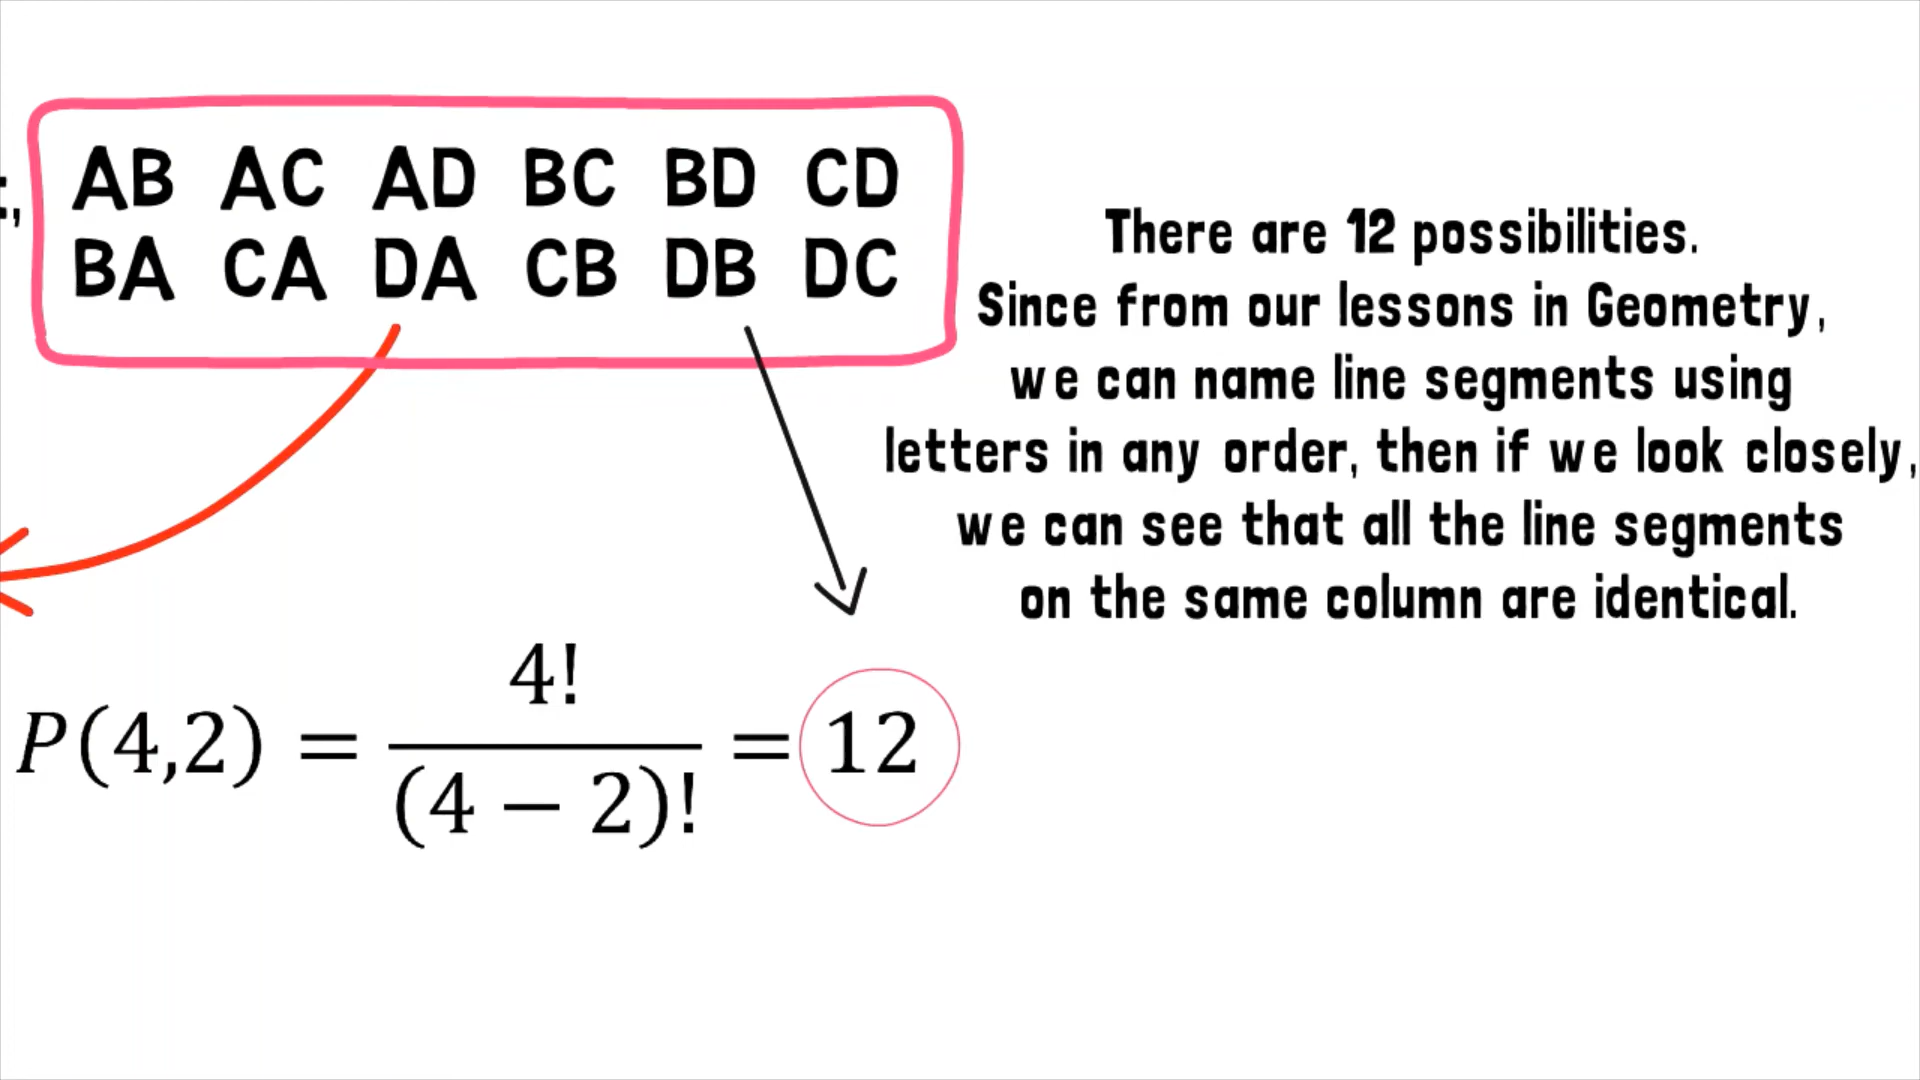 AB AC AD BC BD CD
BA CA DA CB DB DC
There are 12 possibilities.
Since from our lessons in Geometry,
we can name line segments using
letters in any order, then if we look closely,
we can see that all the line segments
on the same column are identical.
P(4,2) = 4!/(4 − 2)! = 12